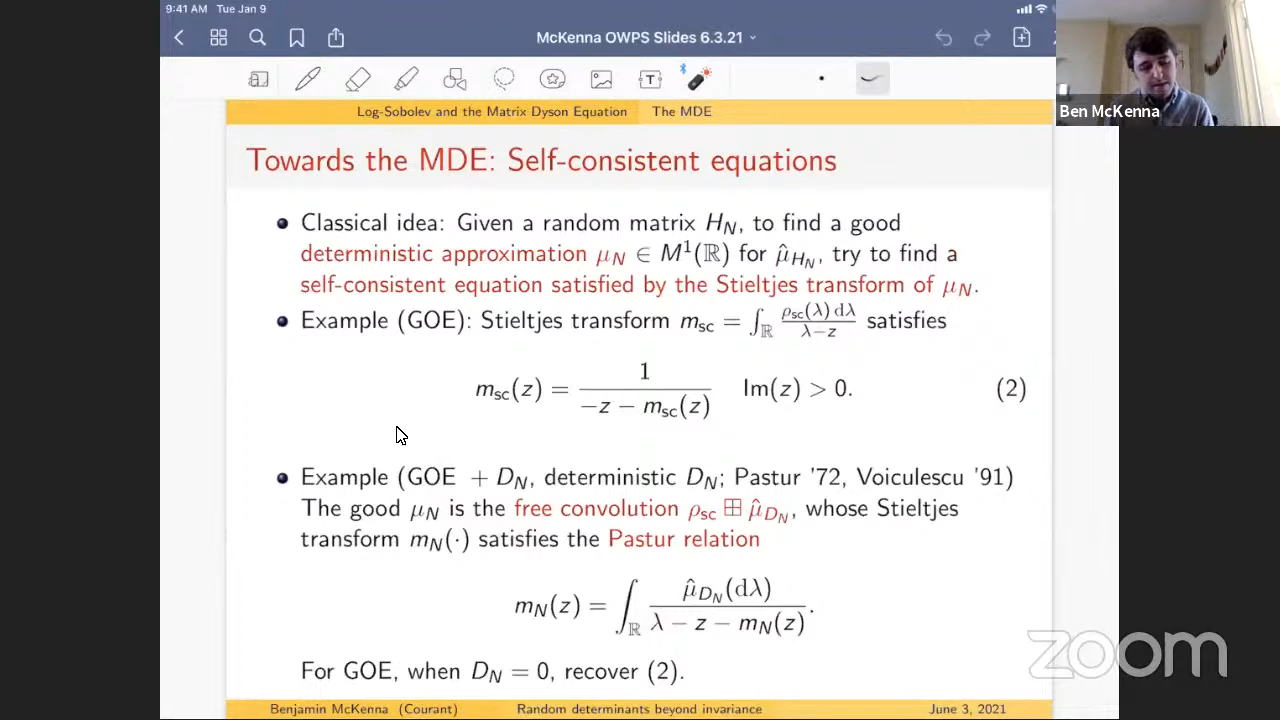 9:41 AM Tue Jan 9
McKenna OWPS Slides 6.3.21
T
Log-Sobolev and the Matrix Dyson Equation The MDE
Ben McKenna
Towards the MDE: Self-consistent equations
Classical idea: Given a random matrix H_N, to find a good
deterministic approximation μ_N ∈ M¹(ℝ) for μ̂_{H_N}, try to find a
self-consistent equation satisfied by the Stieltjes transform of μ_N.
Example (GOE): Stieltjes transform m_sc = ∫_ℝ ρ_sc(λ) dλ / λ−z satisfies
m_sc(z) = 1 / −z − m_sc(z) Im(z) > 0. (2)
Example (GOE + D_N, deterministic D_N; Pastur '72, Voiculescu '91)
The good μ_N is the free convolution ρ_sc ⊞ μ̂_{D_N}, whose Stieltjes
transform m_N(·) satisfies the Pastur relation
m_N(z) = ∫_ℝ μ̂_{D_N}(dλ) / λ − z − m_N(z).
For GOE, when D_N = 0, recover (2).
zoom
Benjamin McKenna (Courant) Random determinants beyond invariance June 3, 2021